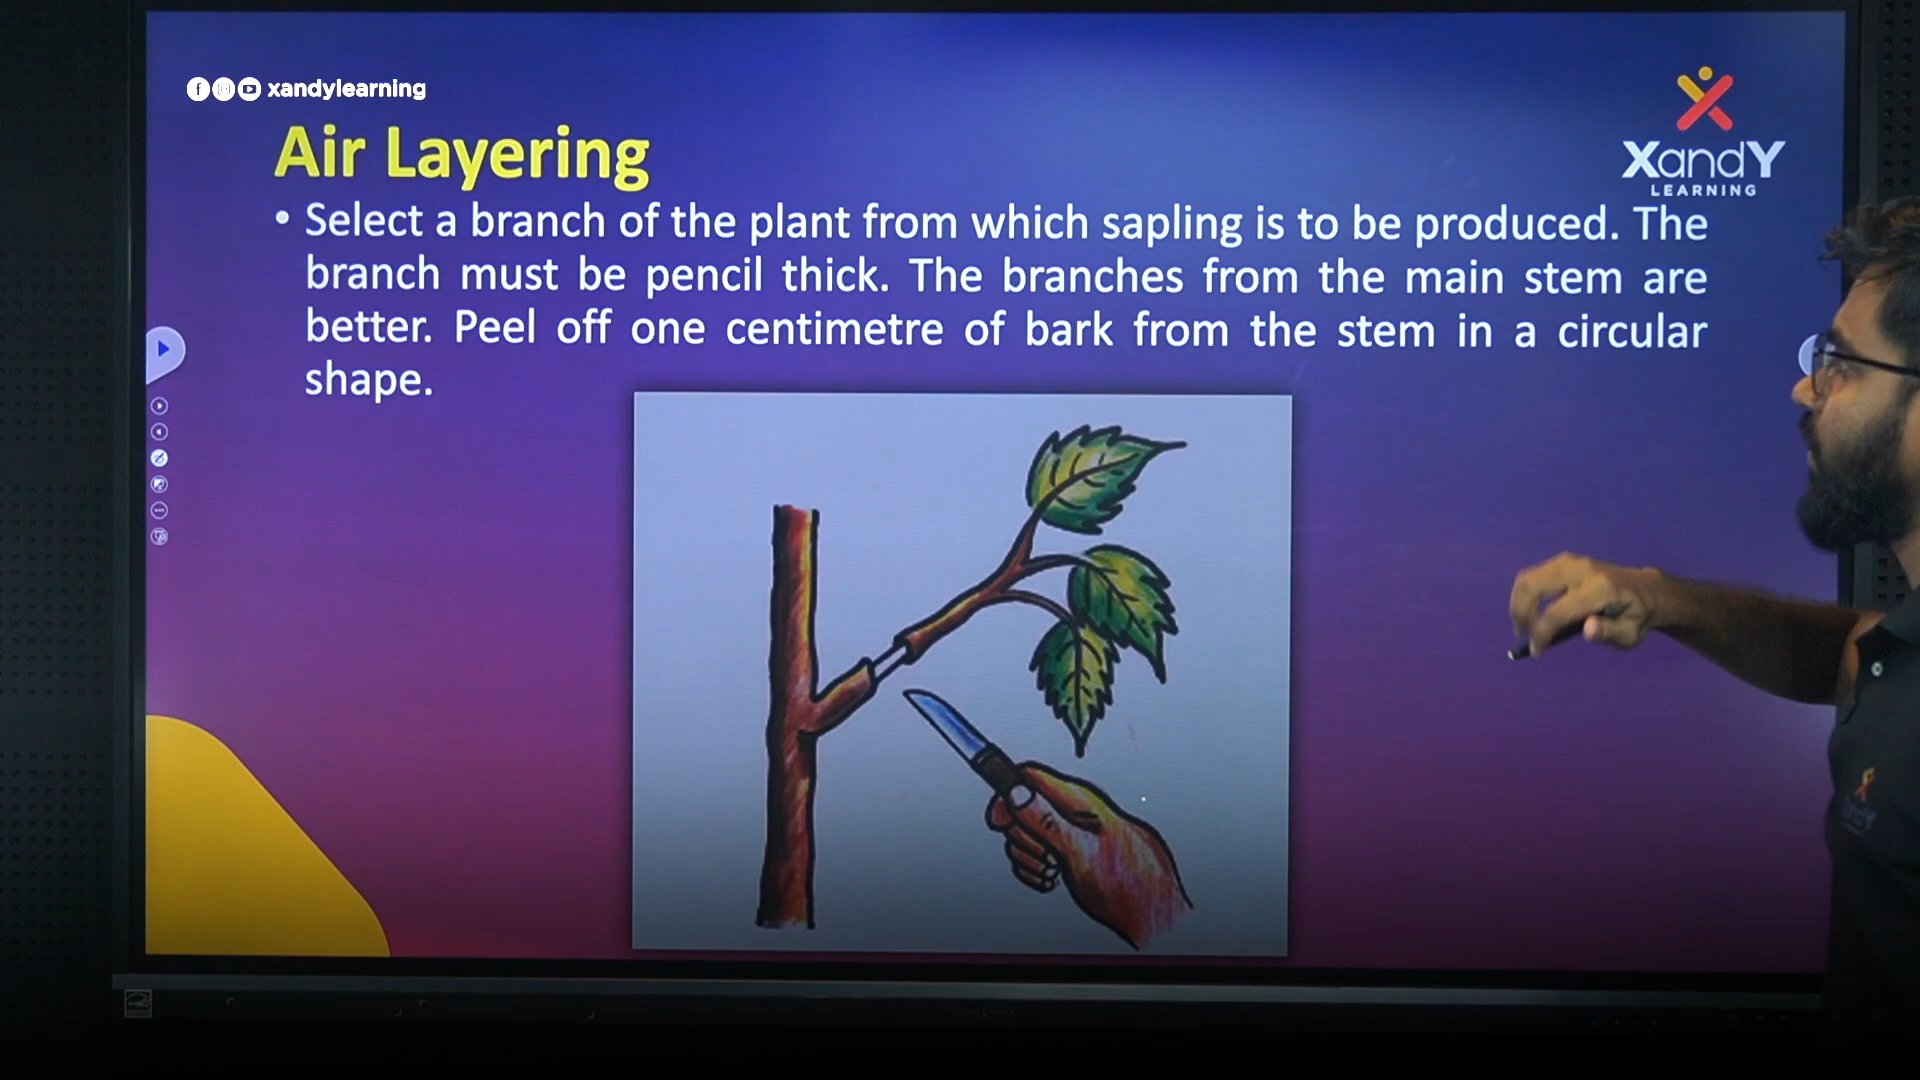 xandylearning
XandY
LEARNING
Air Layering
• Select a branch of the plant from which sapling is to be produced. The
branch must be pencil thick. The branches from the main stem are
better. Peel off one centimetre of bark from the stem in a circular
shape.